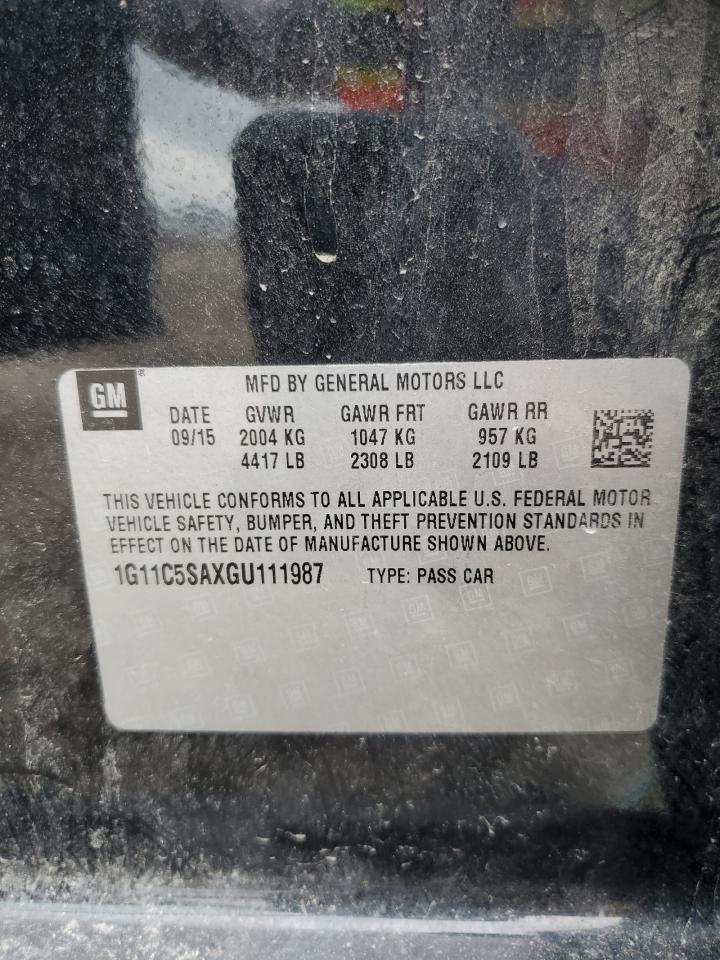 GM
MFD BY GENERAL MOTORS LLC
DATE GVWR GAWR FRT GAWR RR
09/15 2004 KG 1047 KG 957 KG
4417 LB 2308 LB 2109 LB
THIS VEHICLE CONFORMS TO ALL APPLICABLE U.S. FEDERAL MOTOR
VEHICLE SAFETY, BUMPER, AND THEFT PREVENTION STANDARDS IN
EFFECT ON THE DATE OF MANUFACTURE SHOWN ABOVE.
1G11C5SAXGU111987 TYPE: PASS CAR